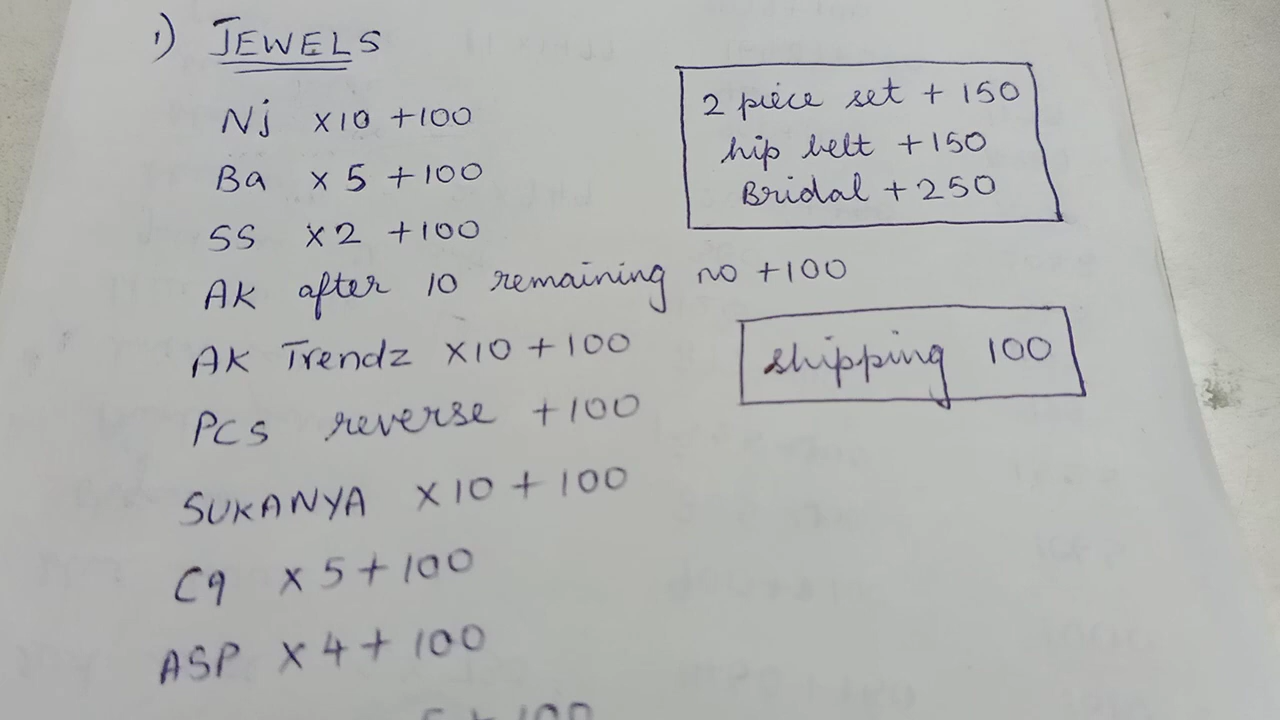 1) JEWELS
Nj x10 +100
Ba x 5 +100
SS x2 +100
AK after 10 remaining no +100
AK Trendz x10 +100
PCS reverse +100
SUKANYA x10 + 100
C9 x 5 + 100
ASP x 4 + 100
5 + 100
2 piece set + 150
hip belt +150
Bridal + 250
shipping 100